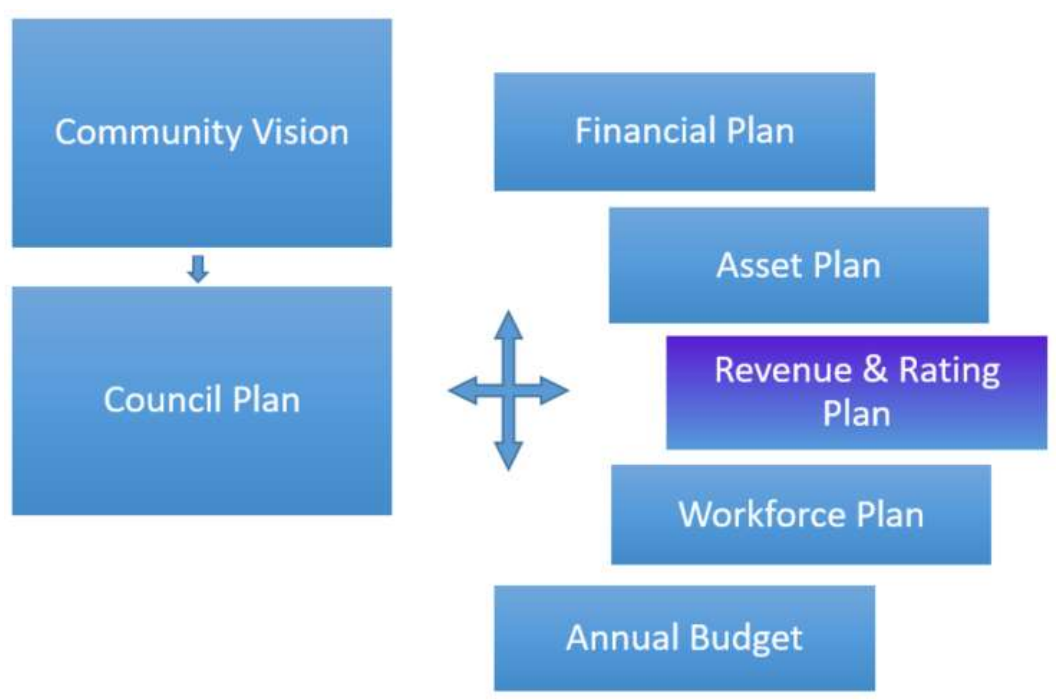 Community Vision
Council Plan
Financial Plan
Asset Plan
Revenue & Rating
Plan
Workforce Plan
Annual Budget